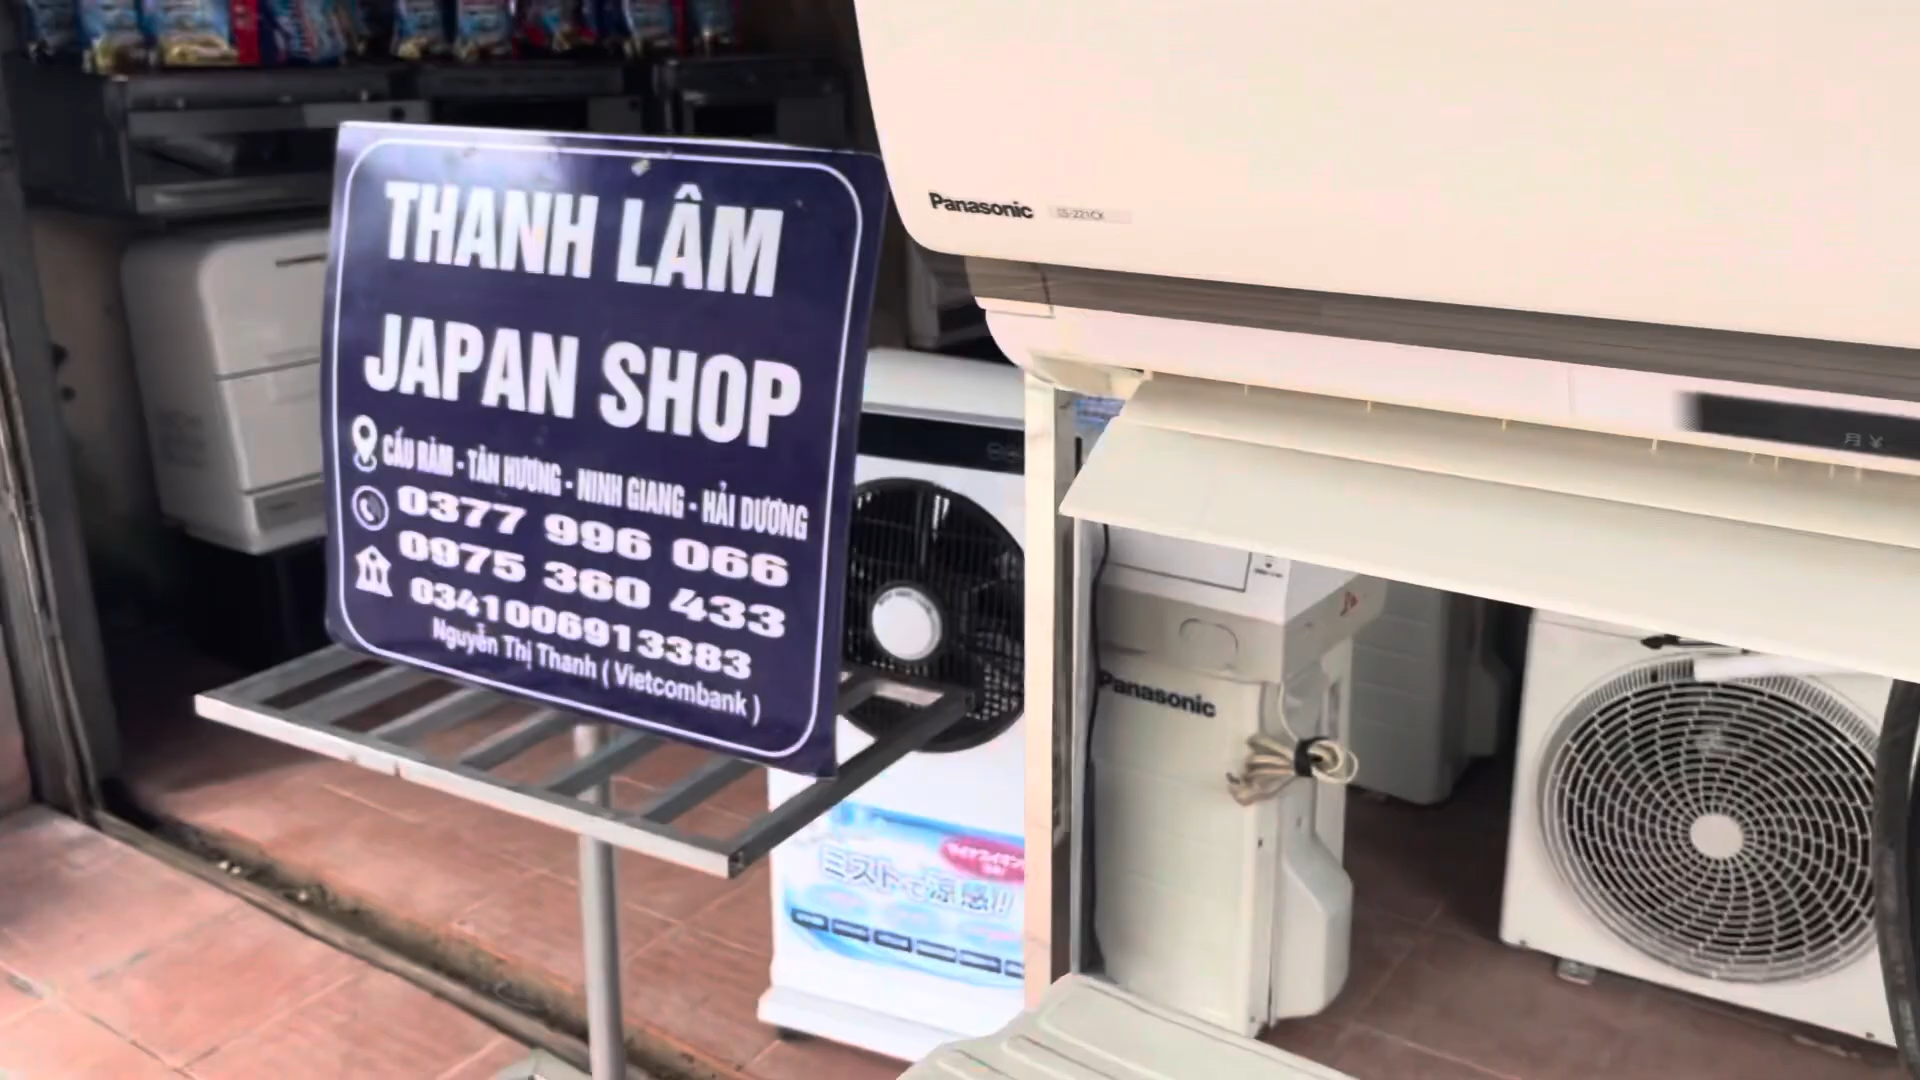 THANH LÂM
JAPAN SHOP
CẦU RÀM - TÂN HƯƠNG - NINH GIANG - HẢI DƯƠNG
0377 996 066
0975 360 433
0341006913383
Nguyễn Thị Thanh ( Vietcombank )
Panasonic
Panasonic
ミストで涼感!!